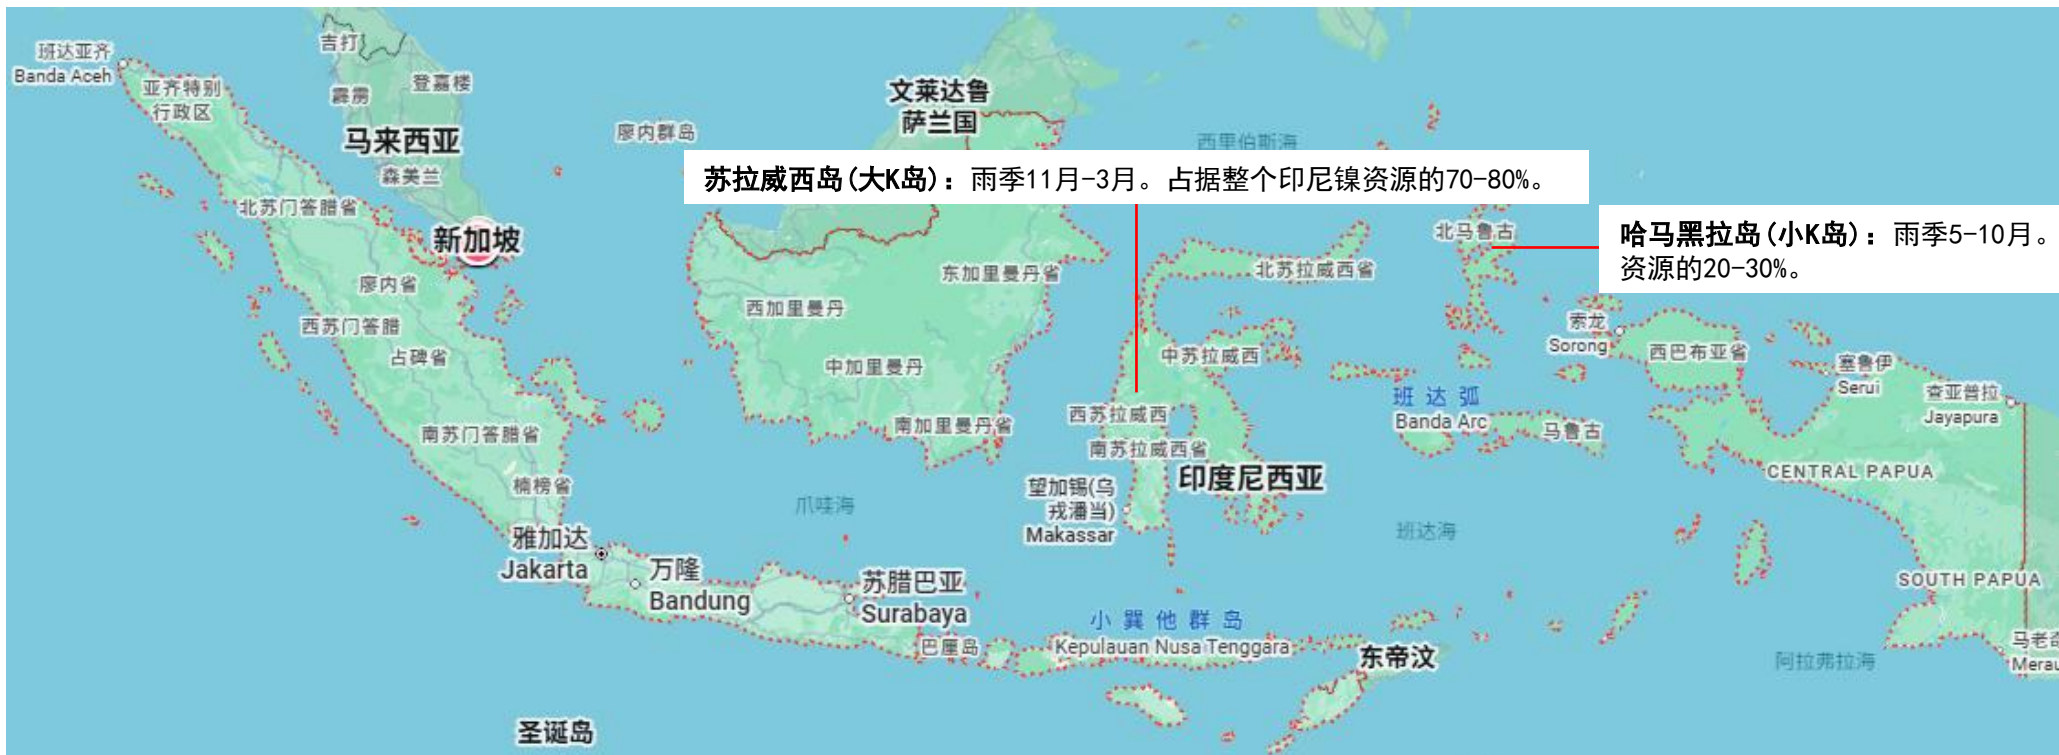 班达亚齐
Banda Aceh
亚齐特别
行政区
吉打
霹雳
登嘉楼
马来西亚
森美兰
廖内群岛
文莱达鲁
萨兰国
西里伯斯海
苏拉威西岛(大K岛): 雨季11月-3月。占据整个印尼镍资源的70-80%。
哈马黑拉岛(小K岛): 雨季5-10月。
资源的20-30%。
北苏门答腊省
新加坡
廖内省
西苏门答腊
占碑省
南苏门答腊省
楠榜省
西加里曼丹
东加里曼丹省
中加里曼丹
南加里曼丹省
北苏拉威西省
中苏拉威西
西苏拉威西
南苏拉威西省
印度尼西亚
望加锡(乌
戎潘当)
Makassar
北马鲁古
索龙
Sorong
西巴布亚省
塞鲁伊
Serui
查亚普拉
Jayapura
班达弧
Banda Arc
马鲁古
CENTRAL PAPUA
爪哇海
班达海
雅加达
Jakarta
万隆
Bandung
苏腊巴亚
Surabaya
巴厘岛
小巽他群岛
Kepulauan Nusa Tenggara
东帝汶
SOUTH PAPUA
阿拉弗拉海
马老奇
Merau
圣诞岛